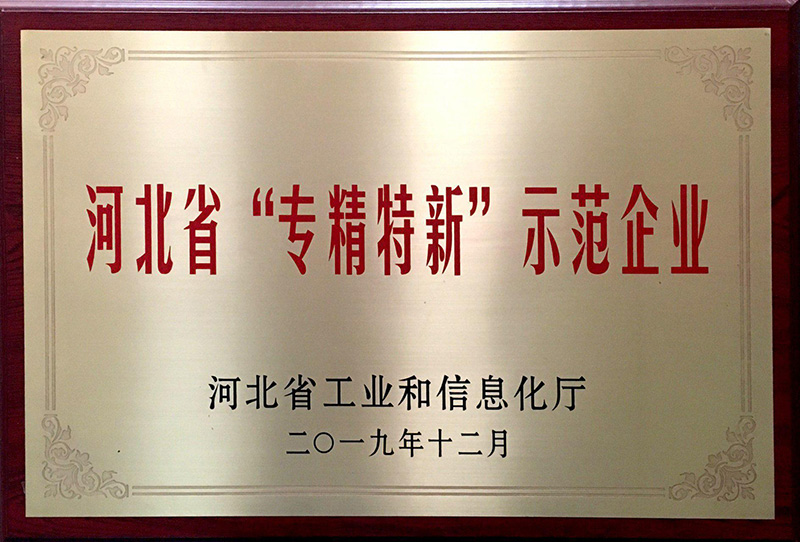 河北省“专精特新”示范企业
河北省工业和信息化厅
二〇一九年十二月